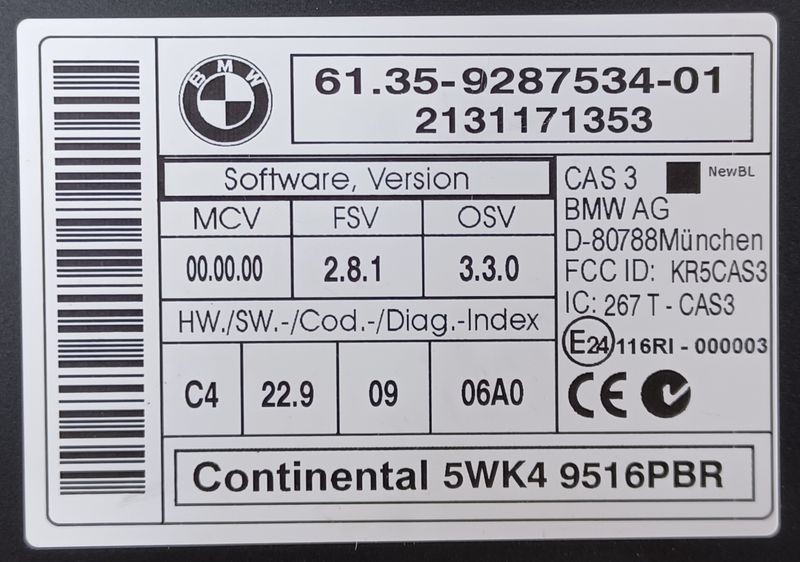 BMW
61.35-9287534-01
2131171353
Software, Version
MCV FSV OSV
00.00.00 2.8.1 3.3.0
HW./SW.-/Cod.-/Diag.-Index
C4 22.9 09 06A0
CAS 3 NewBL
BMW AG
D-80788München
FCC ID: KR5CAS3
IC: 267 T - CAS3
E24 116RI - 000003
CE
Continental 5WK4 9516PBR